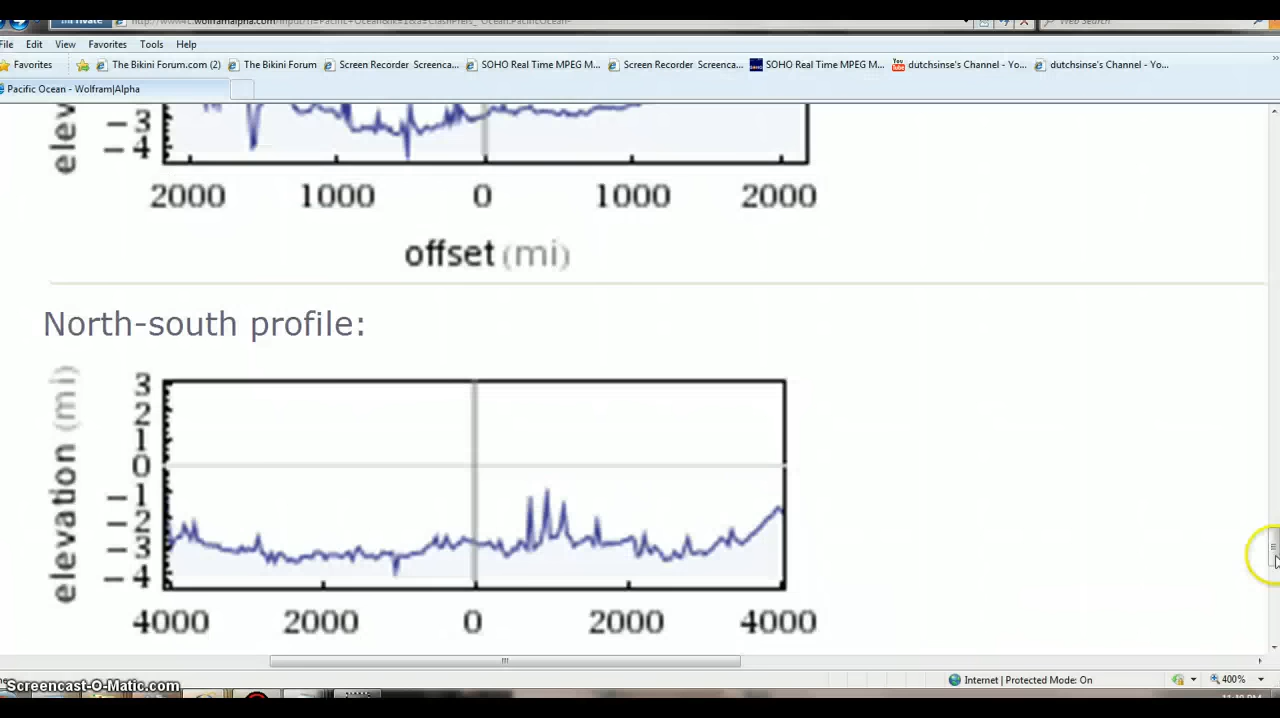 File Edit View Favorites Tools Help
Favorites The Bikini Forum.com (2) The Bikini Forum Screen Recorder Screenca... SOHO Real Time MPEG M... Screen Recorder Screenca... SOHO Real Time MPEG M... dutchsinse's Channel - Yo... dutchsinse's Channel - Yo...
Pacific Ocean - Wolfram|Alpha
elev
-3
-4
2000 1000 0 1000 2000
offset (mi)
North-south profile:
elevation (mi)
3
2
1
0
-1
-2
-3
-4
4000 2000 0 2000 4000
Screencast-O-Matic.com
Internet | Protected Mode: On
400%